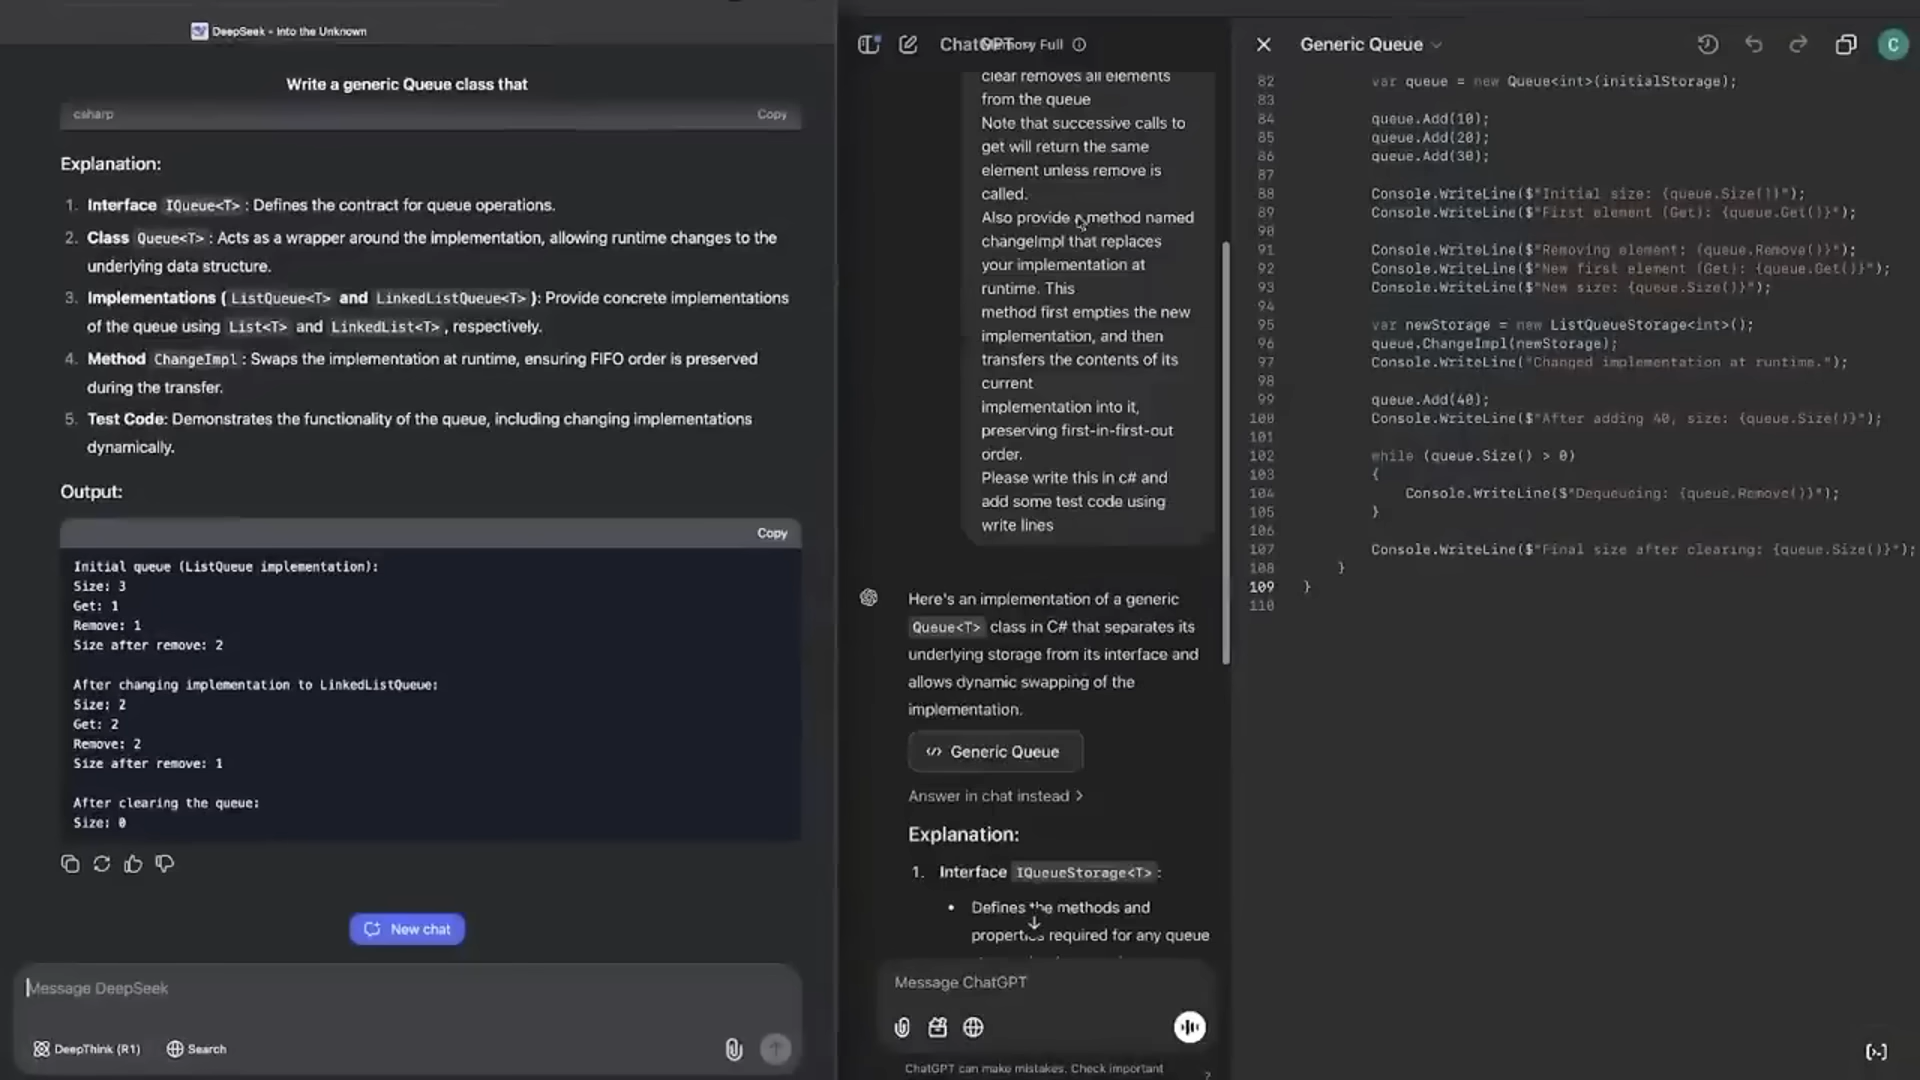 DeepSeek - Into the Unknown
Write a generic Queue class that
csharp
Copy
Explanation:
1. Interface IQueue<T> : Defines the contract for queue operations.
2. Class Queue<T> : Acts as a wrapper around the implementation, allowing runtime changes to the
underlying data structure.
3. Implementations ( ListQueue<T> and LinkedListQueue<T> ): Provide concrete implementations
of the queue using List<T> and LinkedList<T> , respectively.
4. Method ChangeImpl : Swaps the implementation at runtime, ensuring FIFO order is preserved
during the transfer.
5. Test Code: Demonstrates the functionality of the queue, including changing implementations
dynamically.
Output:
Copy
Initial queue (ListQueue implementation):
Size: 3
Get: 1
Remove: 1
Size after remove: 2
After changing implementation to LinkedListQueue:
Size: 2
Get: 2
Remove: 2
Size after remove: 1
After clearing the queue:
Size: 0
New chat
Message DeepSeek
DeepThink (R1)
Search
ChatGPT
Memory Full
clear removes all elements
from the queue
Note that successive calls to
get will return the same
element unless remove is
called.
Also provide a method named
changeImpl that replaces
your implementation at
runtime. This
method first empties the new
implementation, and then
transfers the contents of its
current
implementation into it,
preserving first-in-first-out
order.
Please write this in c# and
add some test code using
write lines
Here's an implementation of a generic
Queue<T> class in C# that separates its
underlying storage from its interface and
allows dynamic swapping of the
implementation.
Generic Queue
Answer in chat instead >
Explanation:
1. Interface IQueueStorage<T> :
• Defines the methods and
properties required for any queue
Message ChatGPT
ChatGPT can make mistakes. Check important
?
Generic Queue
C
82 var queue = new Queue<int>(initialStorage);
83
84 queue.Add(10);
85 queue.Add(20);
86 queue.Add(30);
87
88 Console.WriteLine($"Initial size: {queue.Size()}");
89 Console.WriteLine($"First element (Get): {queue.Get()}");
90
91 Console.WriteLine($"Removing element: {queue.Remove()}");
92 Console.WriteLine($"New first element (Get): {queue.Get()}");
93 Console.WriteLine($"New size: {queue.Size()}");
94
95 var newStorage = new ListQueueStorage<int>();
96 queue.ChangeImpl(newStorage);
97 Console.WriteLine("Changed implementation at runtime.");
98
99 queue.Add(40);
100 Console.WriteLine($"After adding 40, size: {queue.Size()}");
101
102 while (queue.Size() > 0)
103 {
104 Console.WriteLine($"Dequeueing: {queue.Remove()}");
105 }
106
107 Console.WriteLine($"Final size after clearing: {queue.Size()}");
108 }
109 }
110